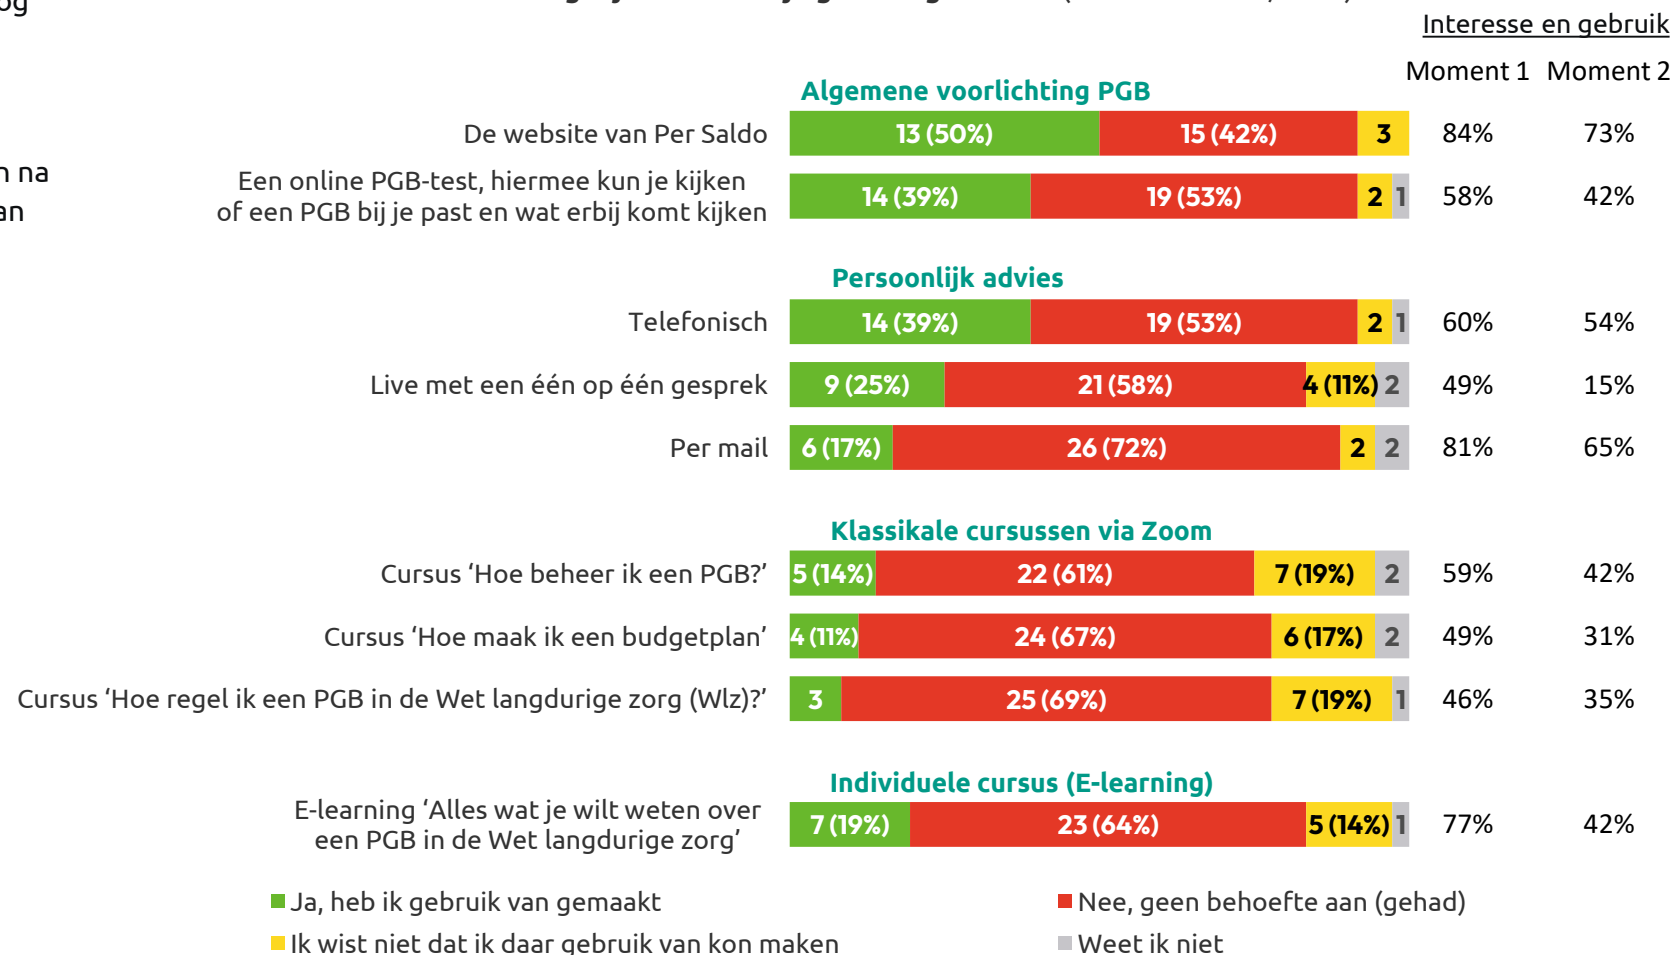 Interesse en gebruik
Moment 1 Moment 2
n na
an
Algemene voorlichting PGB
De website van Per Saldo 13 (50%) 15 (42%) 3 84% 73%
Een online PGB-test, hiermee kun je kijken
of een PGB bij je past en wat erbij komt kijken 14 (39%) 19 (53%) 2 1 58% 42%
Persoonlijk advies
Telefonisch 14 (39%) 19 (53%) 2 1 60% 54%
Live met een één op één gesprek 9 (25%) 21 (58%) 4 (11%) 2 49% 15%
Per mail 6 (17%) 26 (72%) 2 2 81% 65%
Klassikale cursussen via Zoom
Cursus ‘Hoe beheer ik een PGB?’ 5 (14%) 22 (61%) 7 (19%) 2 59% 42%
Cursus ‘Hoe maak ik een budgetplan’ 4 (11%) 24 (67%) 6 (17%) 2 49% 31%
Cursus ‘Hoe regel ik een PGB in de Wet langdurige zorg (Wlz)?’ 3 25 (69%) 7 (19%) 1 46% 35%
Individuele cursus (E-learning)
E-learning ‘Alles wat je wilt weten over
een PGB in de Wet langdurige zorg’ 7 (19%) 23 (64%) 5 (14%) 1 77% 42%
Ja, heb ik gebruik van gemaakt Nee, geen behoefte aan (gehad)
Ik wist niet dat ik daar gebruik van kon maken Weet ik niet